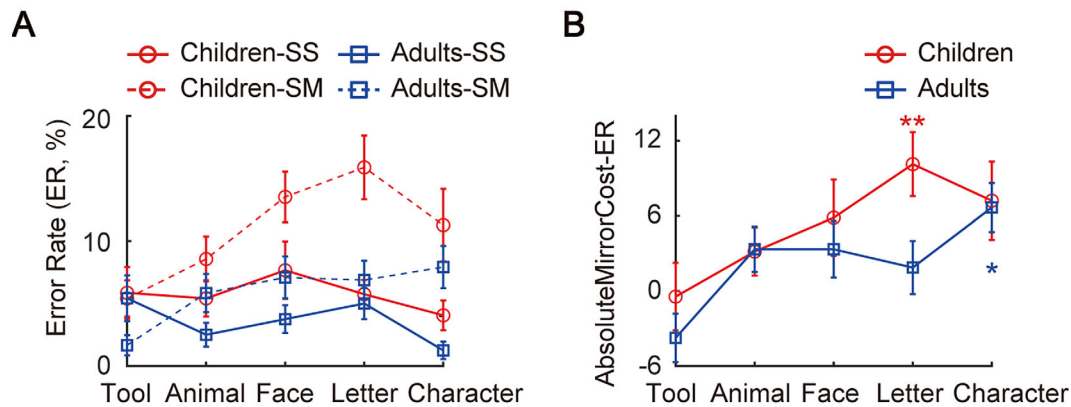 A
Children-SS
Adults-SS
Children-SM
Adults-SM
Error Rate (ER, %)
20
10
0
Tool
Animal
Face
Letter
Character
B
Children
Adults
AbsoluteMirrorCost-ER
12
6
0
-6
**
*
Tool
Animal
Face
Letter
Character